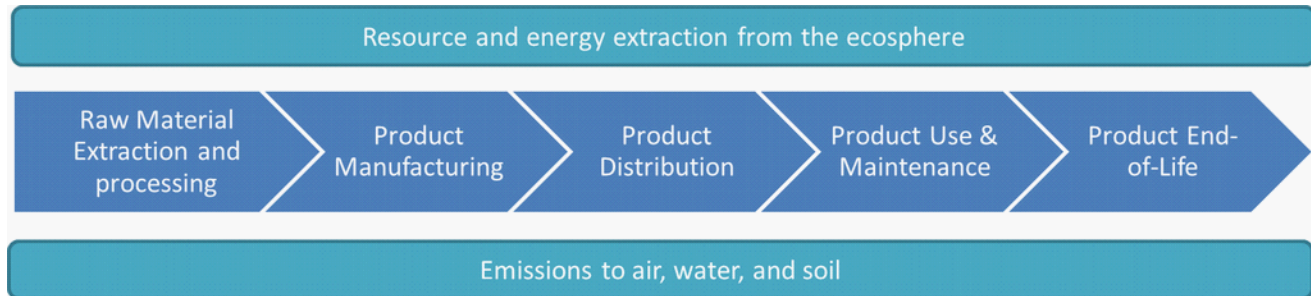 Resource and energy extraction from the ecosphere
Raw Material
Extraction and
processing
Product
Manufacturing
Product
Distribution
Product Use &
Maintenance
Product End-
of-Life
Emissions to air, water, and soil